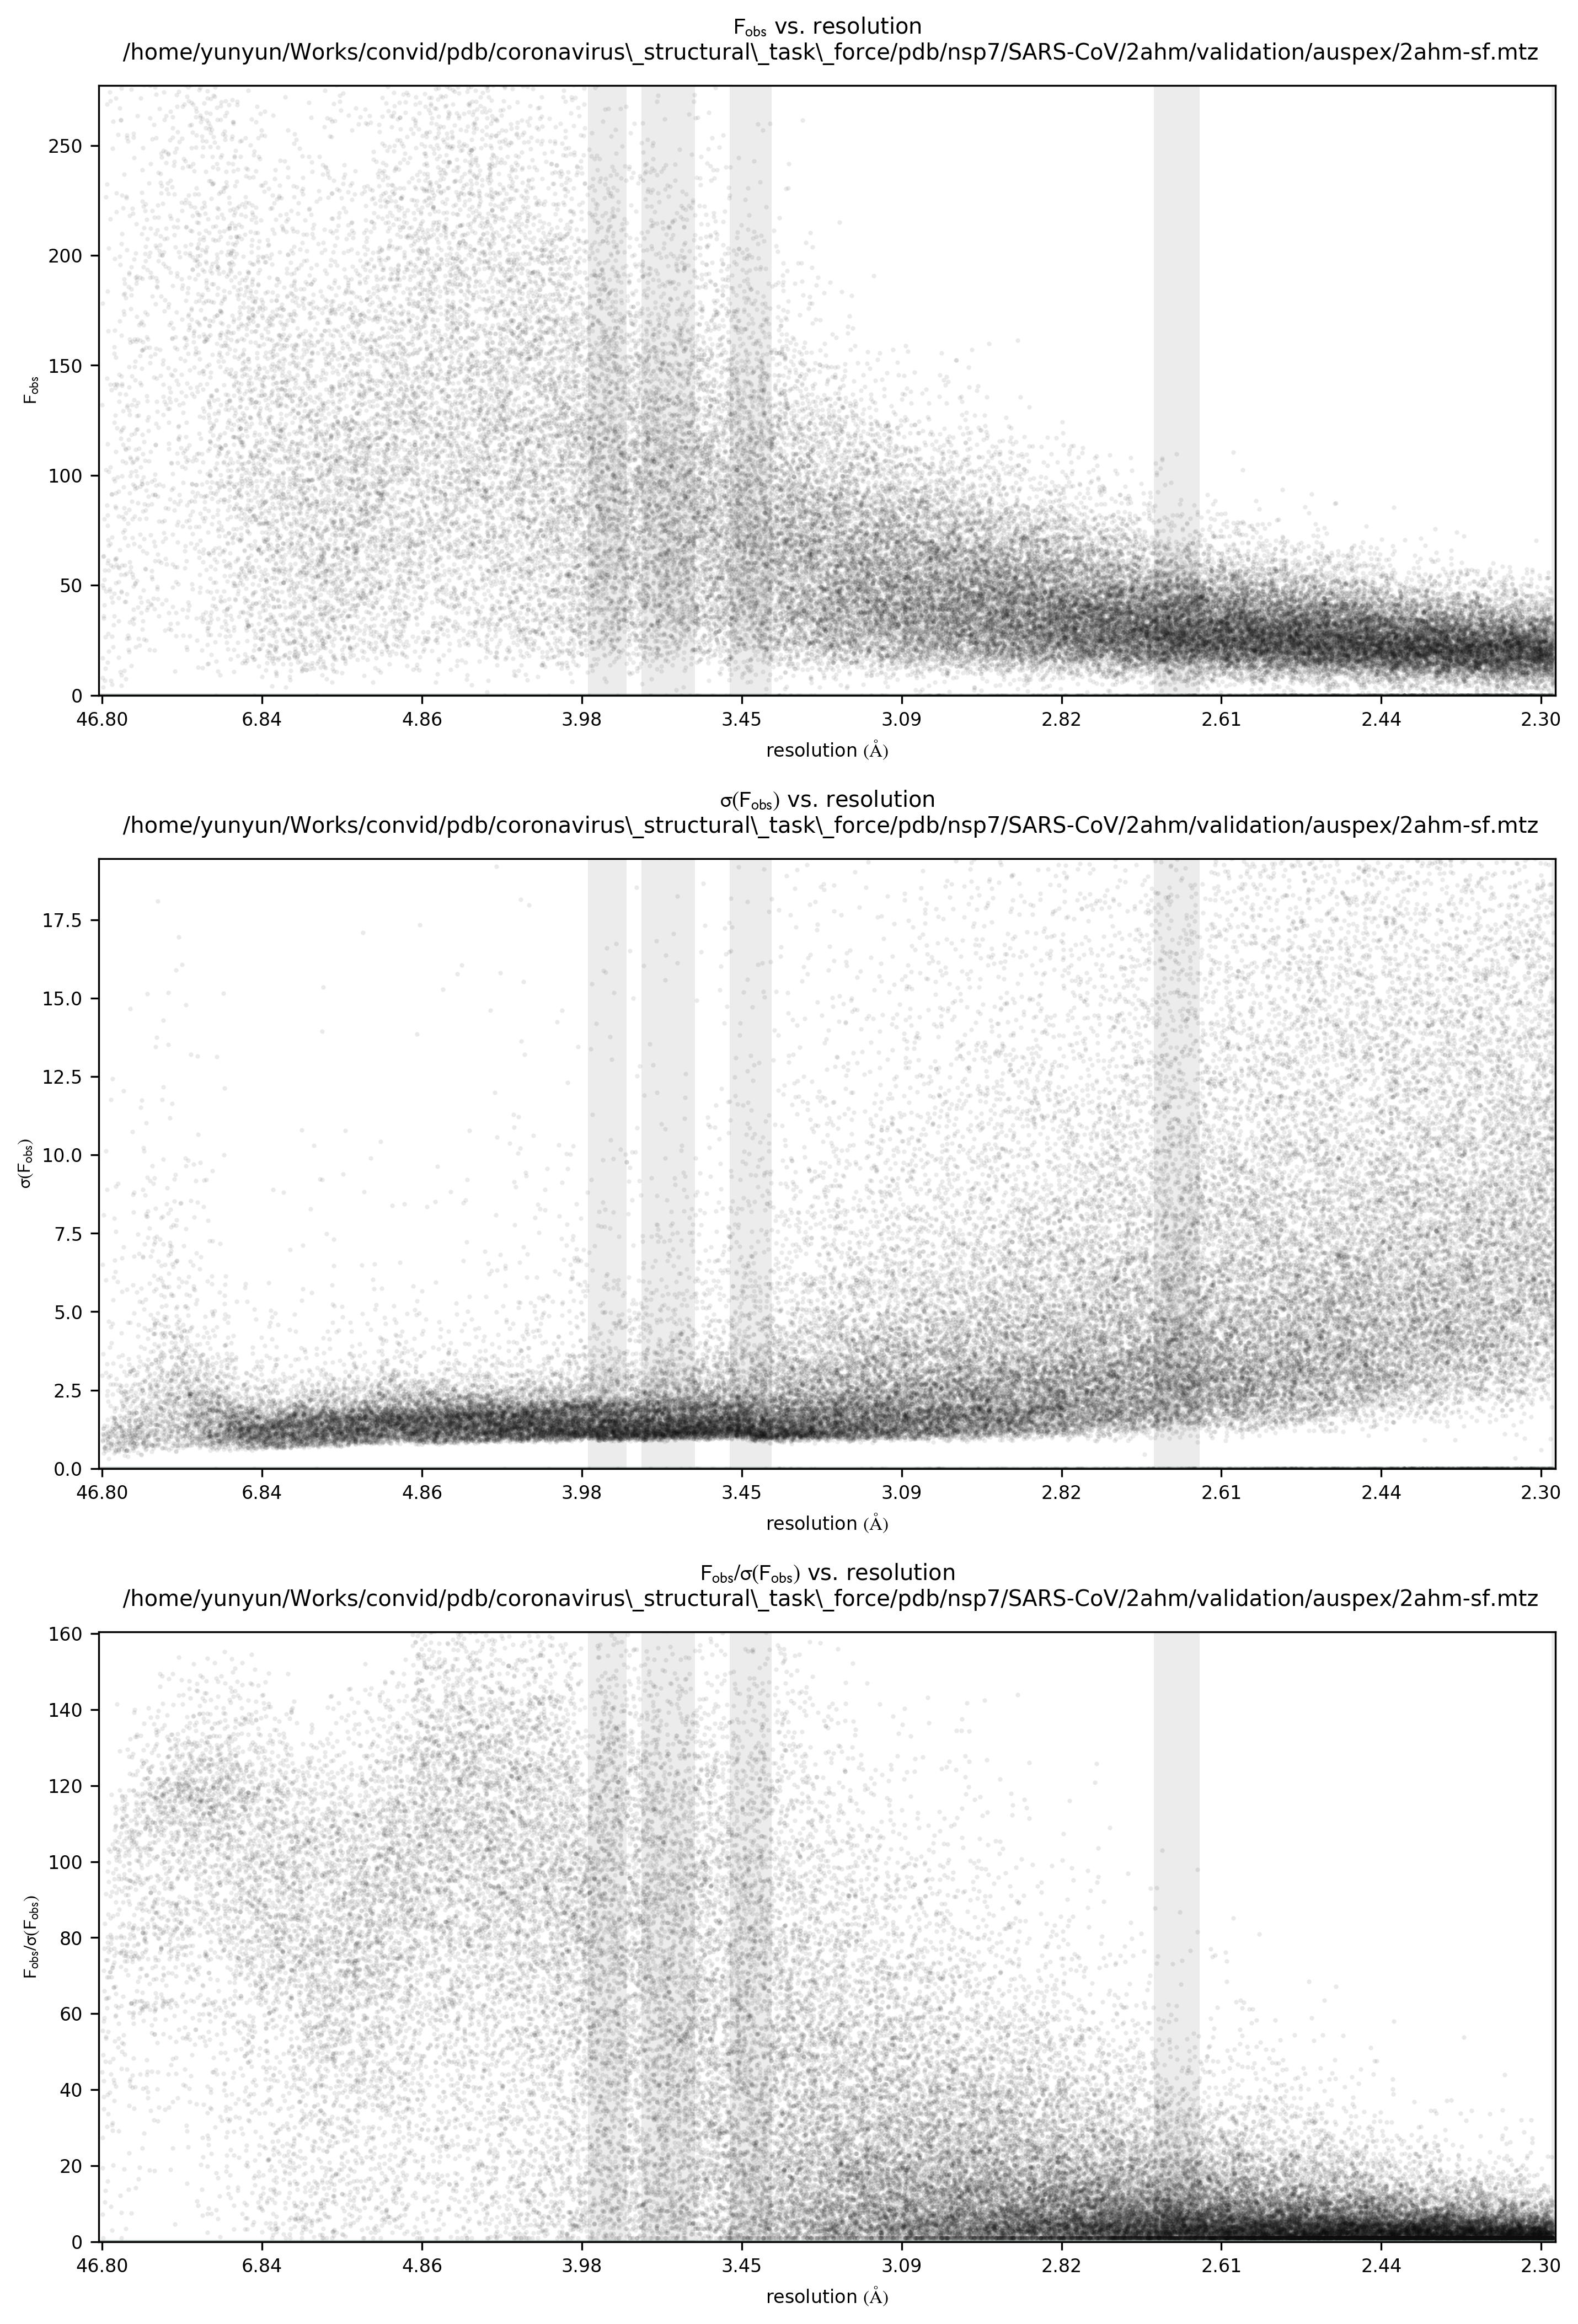 F_obs vs. resolution
/home/yunyun/Works/convid/pdb/coronavirus\_structural\_task\_force/pdb/nsp7/SARS-CoV/2ahm/validation/auspex/2ahm-sf.mtz
250
200
150
100
50
0
F_obs
46.80 6.84 4.86 3.98 3.45 3.09 2.82 2.61 2.44 2.30
resolution (Å)
σ(F_obs) vs. resolution
/home/yunyun/Works/convid/pdb/coronavirus\_structural\_task\_force/pdb/nsp7/SARS-CoV/2ahm/validation/auspex/2ahm-sf.mtz
17.5
15.0
12.5
10.0
7.5
5.0
2.5
0.0
σ(F_obs)
46.80 6.84 4.86 3.98 3.45 3.09 2.82 2.61 2.44 2.30
resolution (Å)
F_obs/σ(F_obs) vs. resolution
/home/yunyun/Works/convid/pdb/coronavirus\_structural\_task\_force/pdb/nsp7/SARS-CoV/2ahm/validation/auspex/2ahm-sf.mtz
160
140
120
100
80
60
40
20
0
F_obs/σ(F_obs)
46.80 6.84 4.86 3.98 3.45 3.09 2.82 2.61 2.44 2.30
resolution (Å)